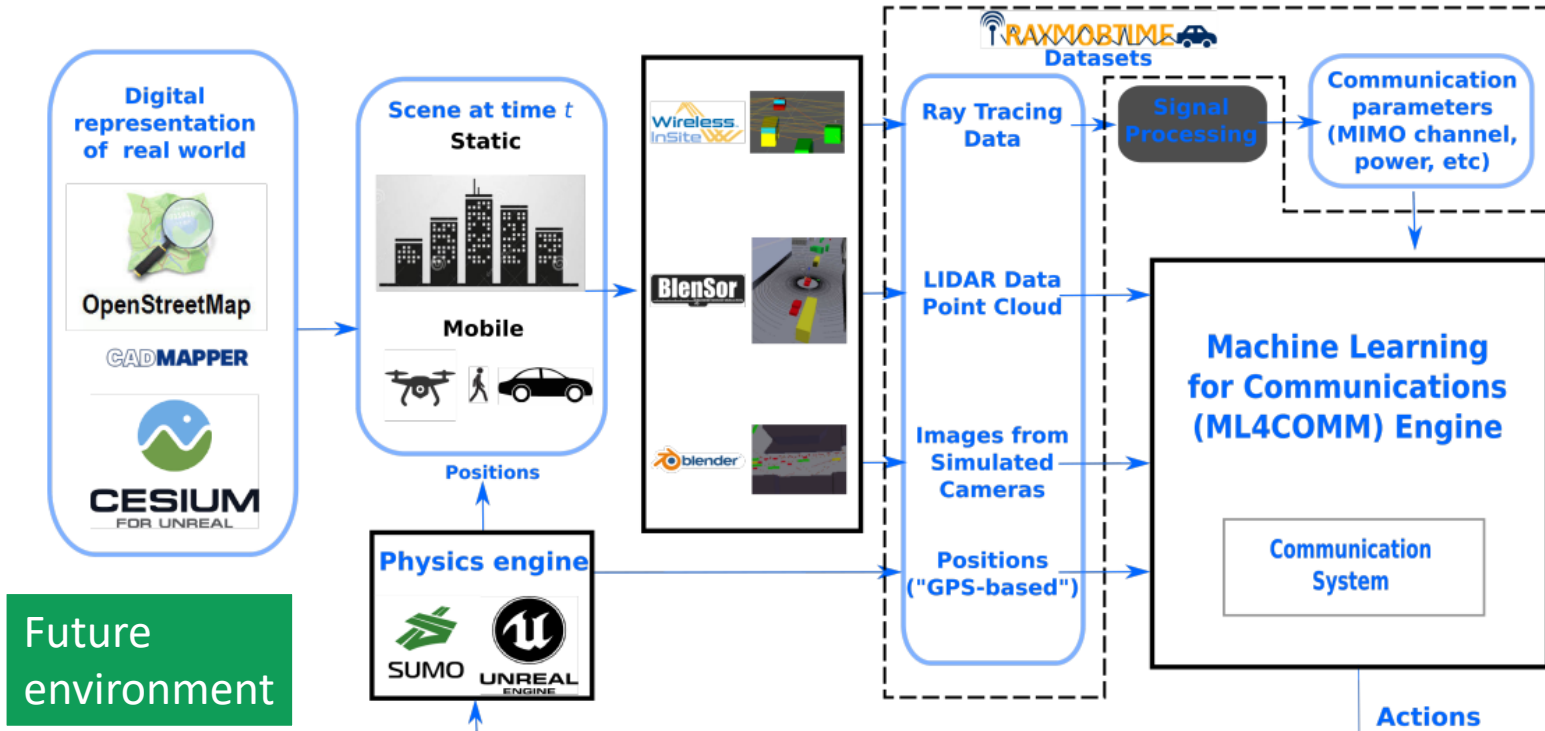 Digital
representation
of real world
OpenStreetMap
CADMAPPER
CESIUM
FOR UNREAL
Scene at time t
Static
Mobile
Positions
Physics engine
SUMO
UNREAL
ENGINE
Wireless
InSite
BlenSor
blender
RAYMOBTIME
Datasets
Ray Tracing
Data
LIDAR Data
Point Cloud
Images from
Simulated
Cameras
Positions
("GPS-based")
Signal
Processing
Communication
parameters
(MIMO channel,
power, etc)
Machine Learning
for Communications
(ML4COMM) Engine
Communication
System
Actions
Future
environment